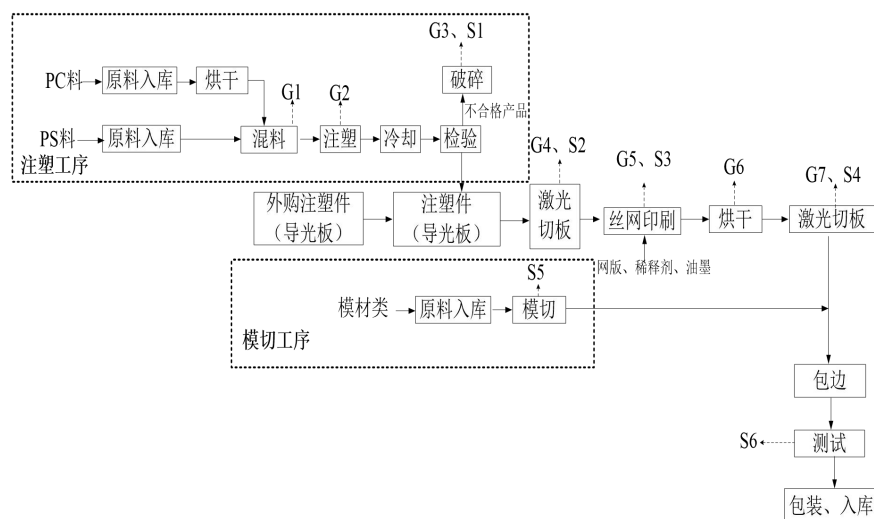 G3、S1
PC料
原料入库
烘干
G1
G2
破碎
不合格产品
PS料
原料入库
混料
注塑
冷却
检验
注塑工序
G4、S2
G5、S3
G6
G7、S4
外购注塑件
（导光板）
注塑件
（导光板）
激光
切板
丝网印刷
烘干
激光切板
网版、稀释剂、油墨
S5
模材类
原料入库
模切
模切工序
包边
S6
测试
包装、入库